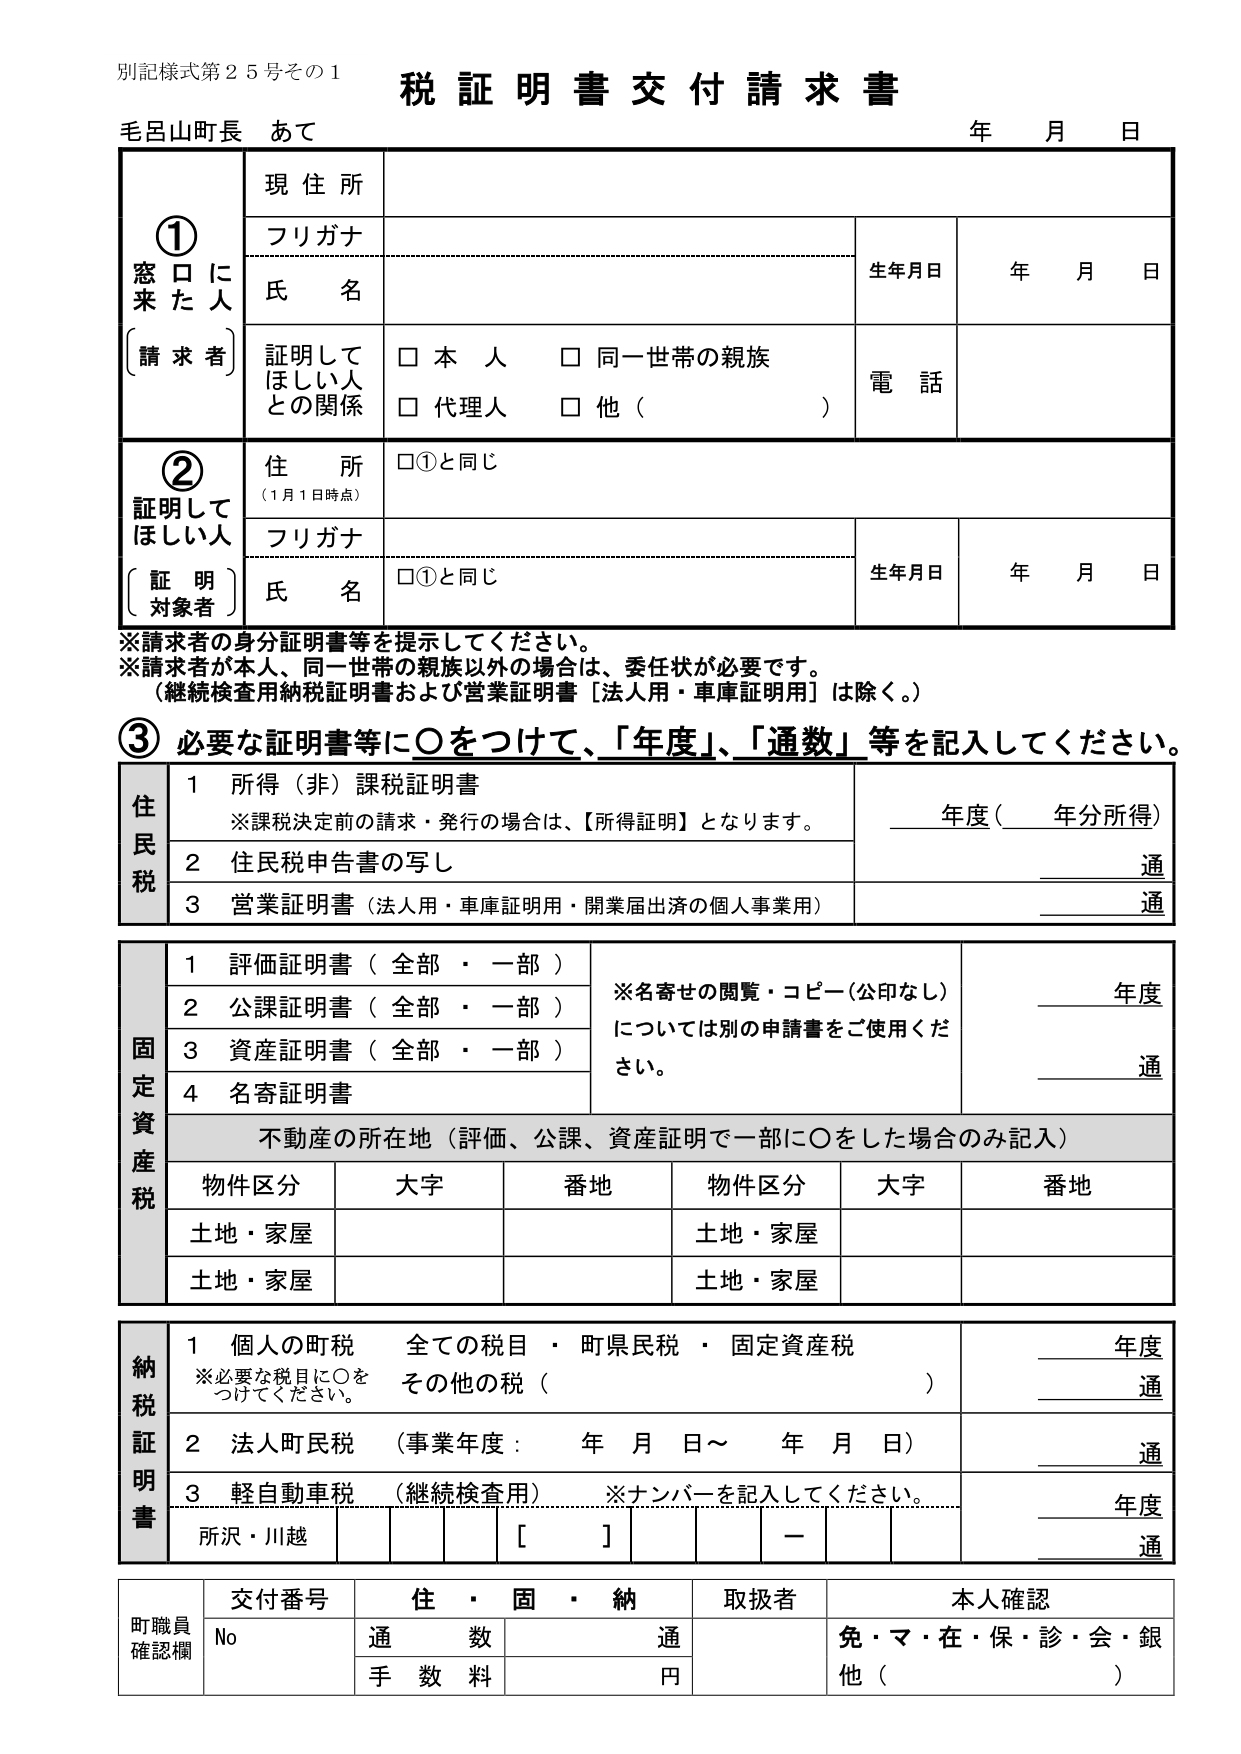 別記様式第２５号その１
税証明書交付請求書
毛呂山町長　あて
年　月　日
①
窓口に
来た人
〔請求者〕
現住所
フリガナ
氏　名
生年月日
年　月　日
証明して
ほしい人
との関係
□ 本　人　　□ 同一世帯の親族
□ 代理人　　□ 他（　　　　　　　）
電　話
②
証明して
ほしい人
〔証　明
対象者〕
住　所
（１月１日時点）
□①と同じ
フリガナ
氏　名
□①と同じ
生年月日
年　月　日
※請求者の身分証明書等を提示してください。
※請求者が本人、同一世帯の親族以外の場合は、委任状が必要です。
（継続検査用納税証明書および営業証明書［法人用・車庫証明用］は除く。）
③ 必要な証明書等に〇をつけて、「年度」、「通数」等を記入してください。
住民税
１　所得（非）課税証明書
※課税決定前の請求・発行の場合は、【所得証明】となります。
年度（　　年分所得）
２　住民税申告書の写し
通
３　営業証明書（法人用・車庫証明用・開業届出済の個人事業用）
通
固定資産税
１　評価証明書（ 全部 ・ 一部 ）
２　公課証明書（ 全部 ・ 一部 ）
３　資産証明書（ 全部 ・ 一部 ）
４　名寄証明書
※名寄せの閲覧・コピー（公印なし）
については別の申請書をご使用くだ
さい。
年度
通
不動産の所在地（評価、公課、資産証明で一部に〇をした場合のみ記入）
物件区分　大字　番地　物件区分　大字　番地
土地・家屋　土地・家屋
土地・家屋　土地・家屋
納税証明書
１　個人の町税　　全ての税目 ・ 町県民税 ・ 固定資産税
※必要な税目に〇を
つけてください。
その他の税（　　　　　　　　　　）
年度
通
２　法人町民税　（事業年度：　　年　月　日～　　年　月　日）
通
３　軽自動車税　（継続検査用）　　※ナンバーを記入してください。
所沢・川越　　［　　］　　－
年度
通
町職員
確認欄
交付番号　住　・　固　・　納　取扱者　本人確認
No
通　数　　通
免・マ・在・保・診・会・銀
手　数　料　　円
他（　　　　　　　　　）